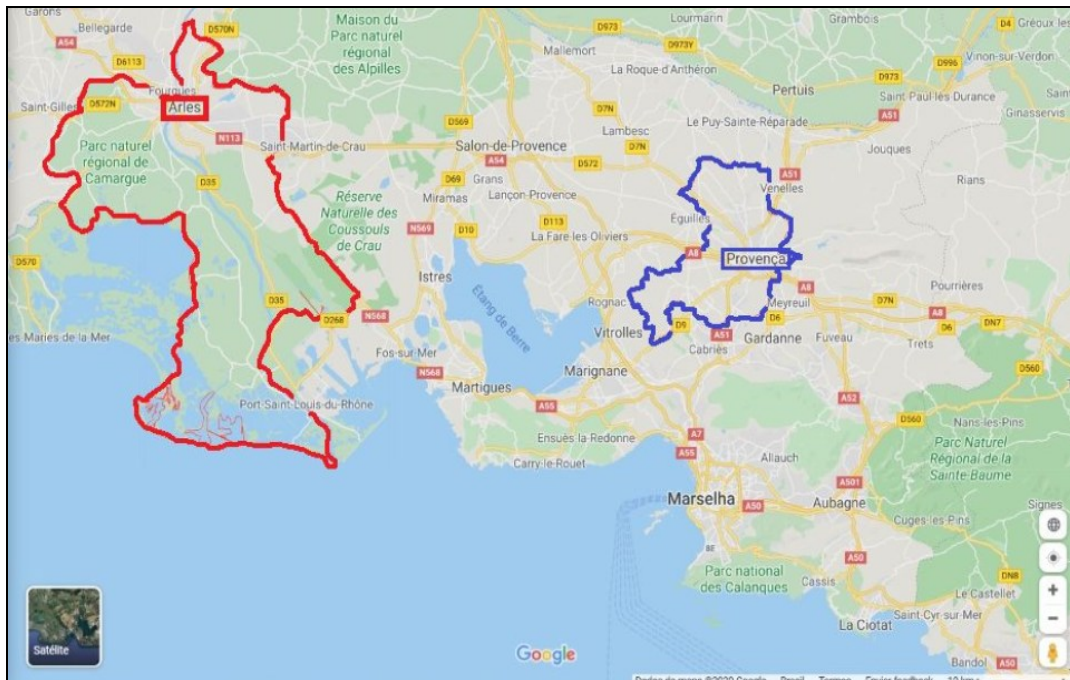 Garons
Bellegarde
D570N
Maison du
Parc naturel
régional
des Alpilles
Lourmarin
Grambois
D4
Gréoux les
A54
D6113
Mallemort
D973
D973Y
La Roque d'Anthéron
D996
Vinon-sur-Verdon
Fourques
Saint-Gilles
D572N
Arles
D7N
Pertuis
D973
Saint Paul lès Durance
Ginasservis
N113
D569
Lambesc
Le Puy-Sainte-Réparade
A51
Parc naturel
régional de
Camargue
Saint-Martin-de-Crau
Salon-de-Provence
D7N
D572
Jouques
D35
D69
A54
Grans
Lançon-Provence
A51
Venelles
Rians
Miramas
Réserve
Naturelle des
Coussouls
de Crau
N569
D10
D113
La Fare-les-Oliviers
Éguilles
A8
Provença
D570
Istres
Étang de Berre
Rognac
Meyreuil
A8
D7N
Pourrières
D35
D268
N568
Vitrolles
D9
D6
A8
DN7
es Maries de la Mer
Fos-sur-Mer
A51
Cabriès
Gardanne
Fuveau
D6
Trets
N568
Martigues
Marignane
D560
Port-Saint-Louis-du-Rhône
A55
A52
Ensuès la-Redonne
A7
D560
Nans-les-Pins
Carry-le-Rouet
A55
Allauch
Parc Naturel
Régional de la
Sainte Baume
A501
Marselha
A50
Aubagne
Signes
Cuges-les-Pins
BE
A50
Parc national
des Calanques
Cassis
DN8
Le Castellet
Saint-Cyr-sur-Mer
La Ciotat
Bandol
A50
Satélite
Google